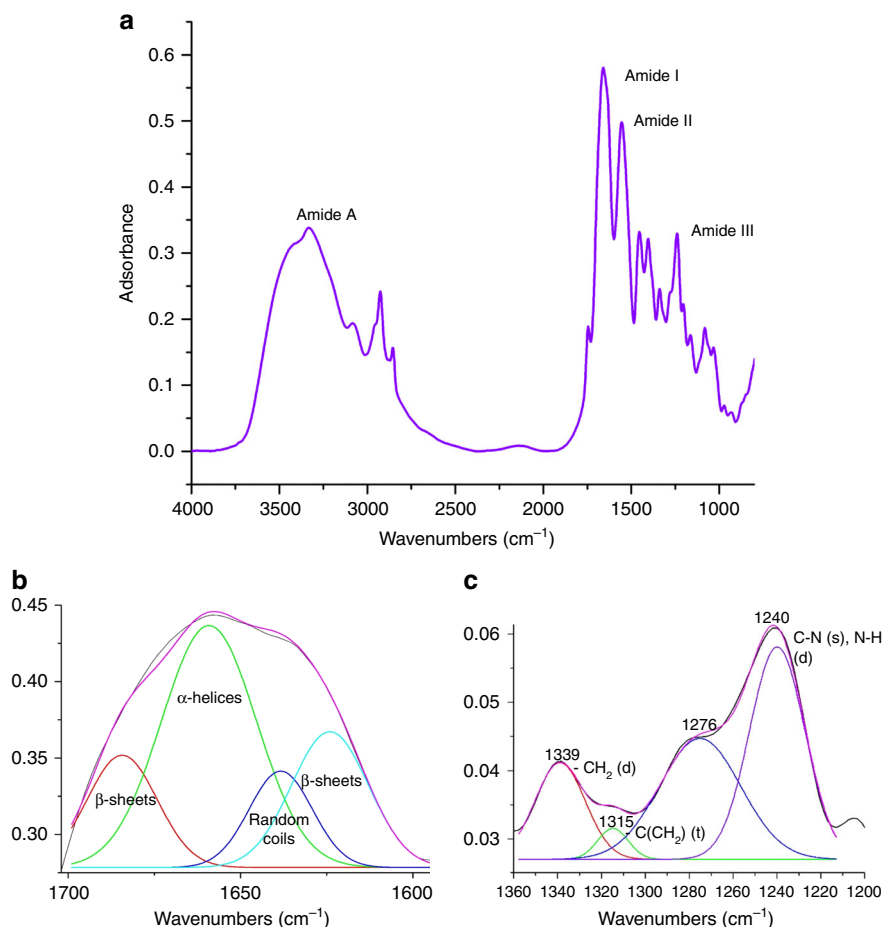 a
0.6
0.5
0.4
0.3
0.2
0.1
0.0
Adsorbance
Amide I
Amide II
Amide A
Amide III
4000 3500 3000 2500 2000 1500 1000
Wavenumbers (cm⁻¹)
b
0.45
0.40
0.35
0.30
α-helices
β-sheets
β-sheets
Random
coils
1700 1650 1600
Wavenumbers (cm⁻¹)
c
0.06
0.05
0.04
0.03
1240
C-N (s), N-H
(d)
1276
1339
CH₂ (d)
1315
C(CH₂) (t)
1360 1340 1320 1300 1280 1260 1240 1220 1200
Wavenumbers (cm⁻¹)